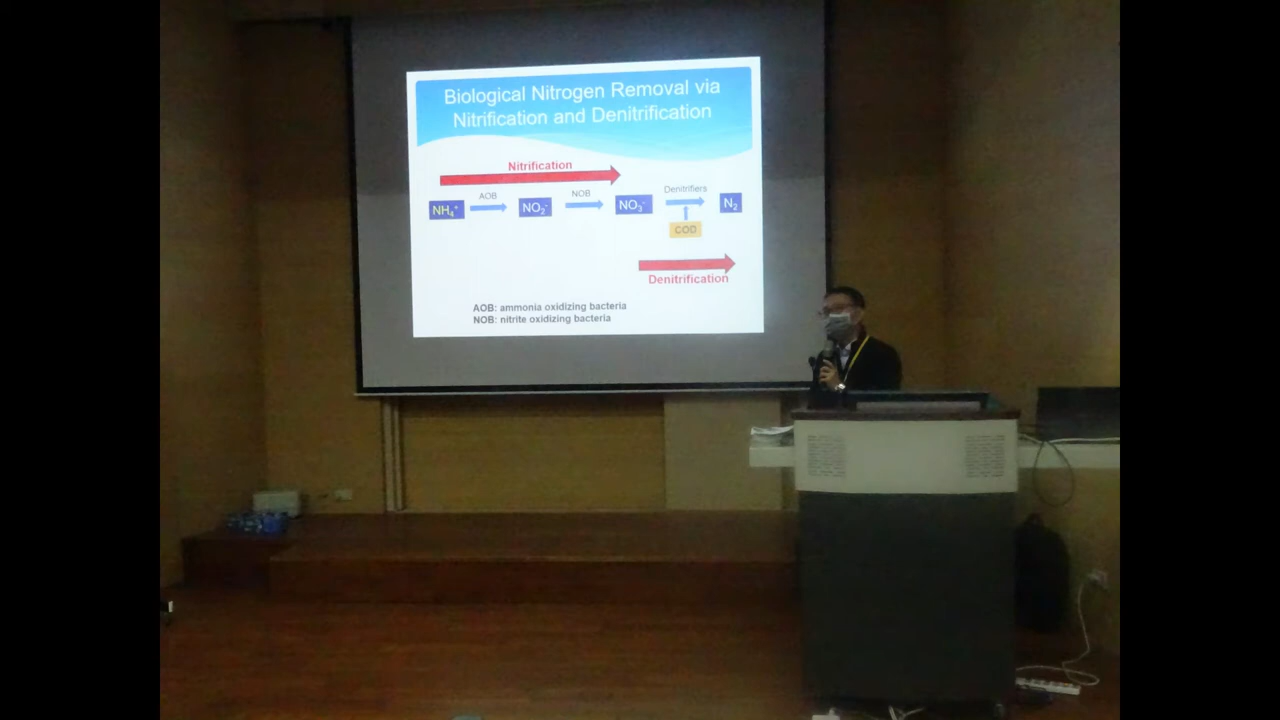 Biological Nitrogen Removal via
Nitrification and Denitrification
Nitrification
AOB NOB Denitrifiers
NH₄⁺ NO₂⁻ NO₃⁻ N₂
COD
Denitrification
AOB: ammonia oxidizing bacteria
NOB: nitrite oxidizing bacteria